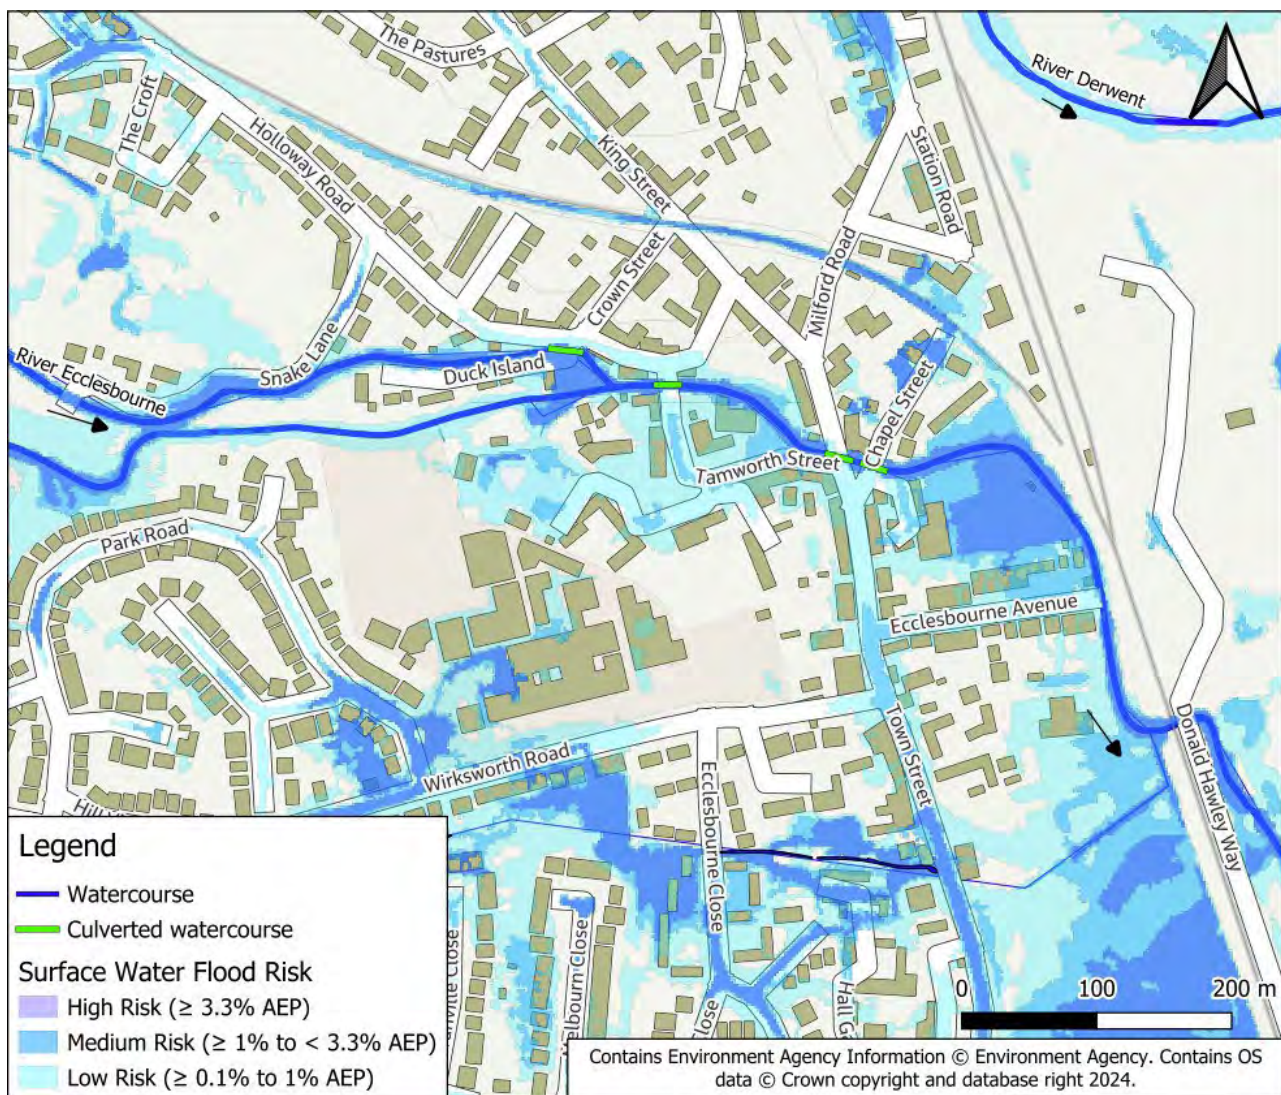 The Pastures
River Derwent
The Croft
Holloway Road
King Street
Station Road
Crown Street
Milford Road
Snake Lane
Duck Island
River Ecclesbourne
Chapel Street
Tamworth Street
Park Road
Ecclesbourne Avenue
Town Street
Donald Hawley Way
Wirksworth Road
Ecclesbourne Close
Close
Close
Close
Legend
Watercourse
Culverted watercourse
Surface Water Flood Risk
High Risk (≥ 3.3% AEP)
Medium Risk (≥ 1% to < 3.3% AEP)
Low Risk (≥ 0.1% to 1% AEP)
0 100 200 m
Contains Environment Agency Information © Environment Agency. Contains OS
data © Crown copyright and database right 2024.